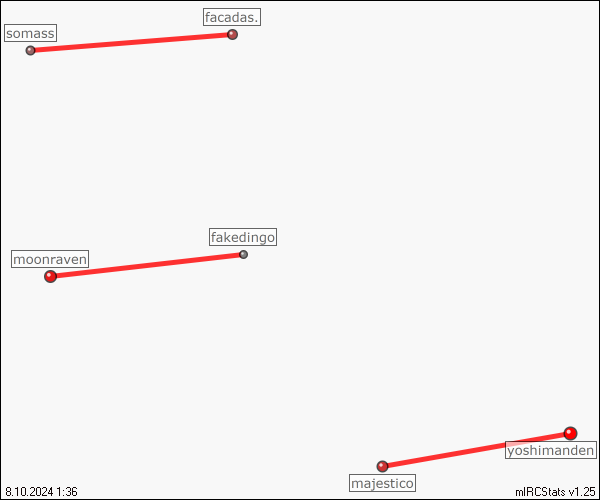 facadas.
somass
fakedingo
moonraven
yoshimanden
majestico
8.10.2024 1:36
mIRCStats v1.25